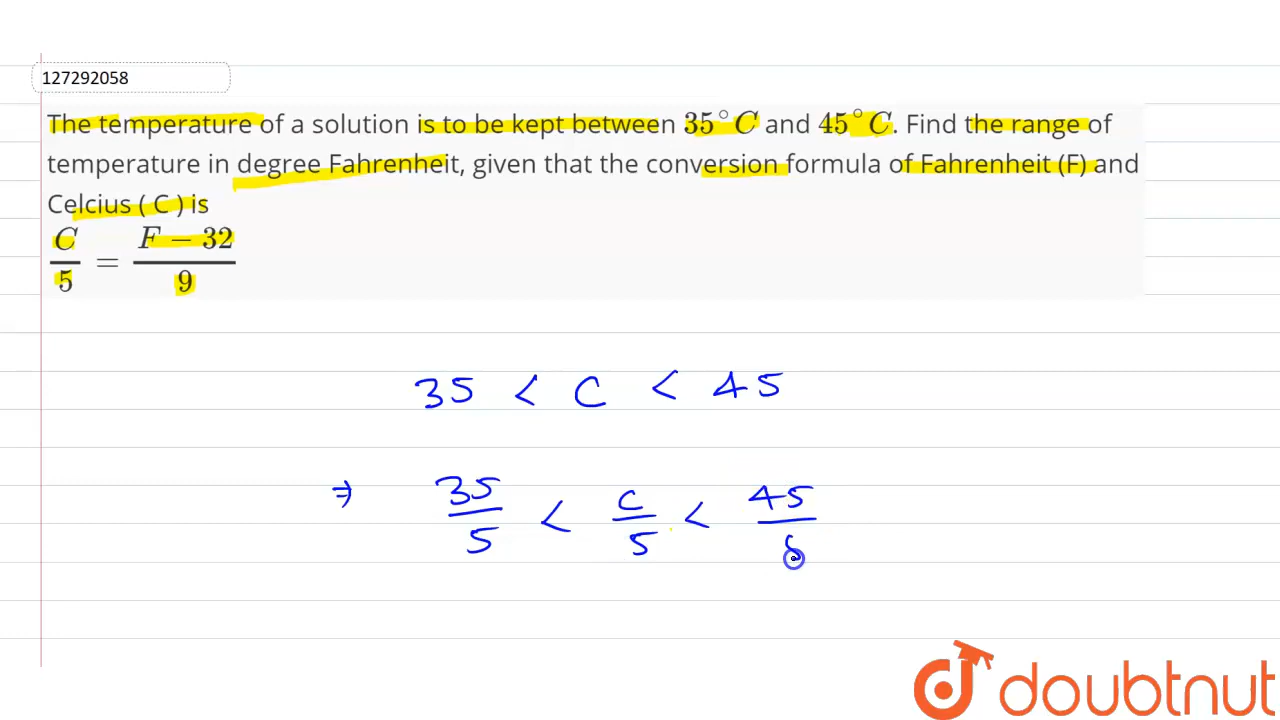 127292058
The temperature of a solution is to be kept between 35°C and 45°C. Find the range of
temperature in degree Fahrenheit, given that the conversion formula of Fahrenheit (F) and
Celcius ( C ) is
C/5 = (F − 32)/9
35 < C < 45
⇒ 35/5 < C/5 < 45/
doubtnut